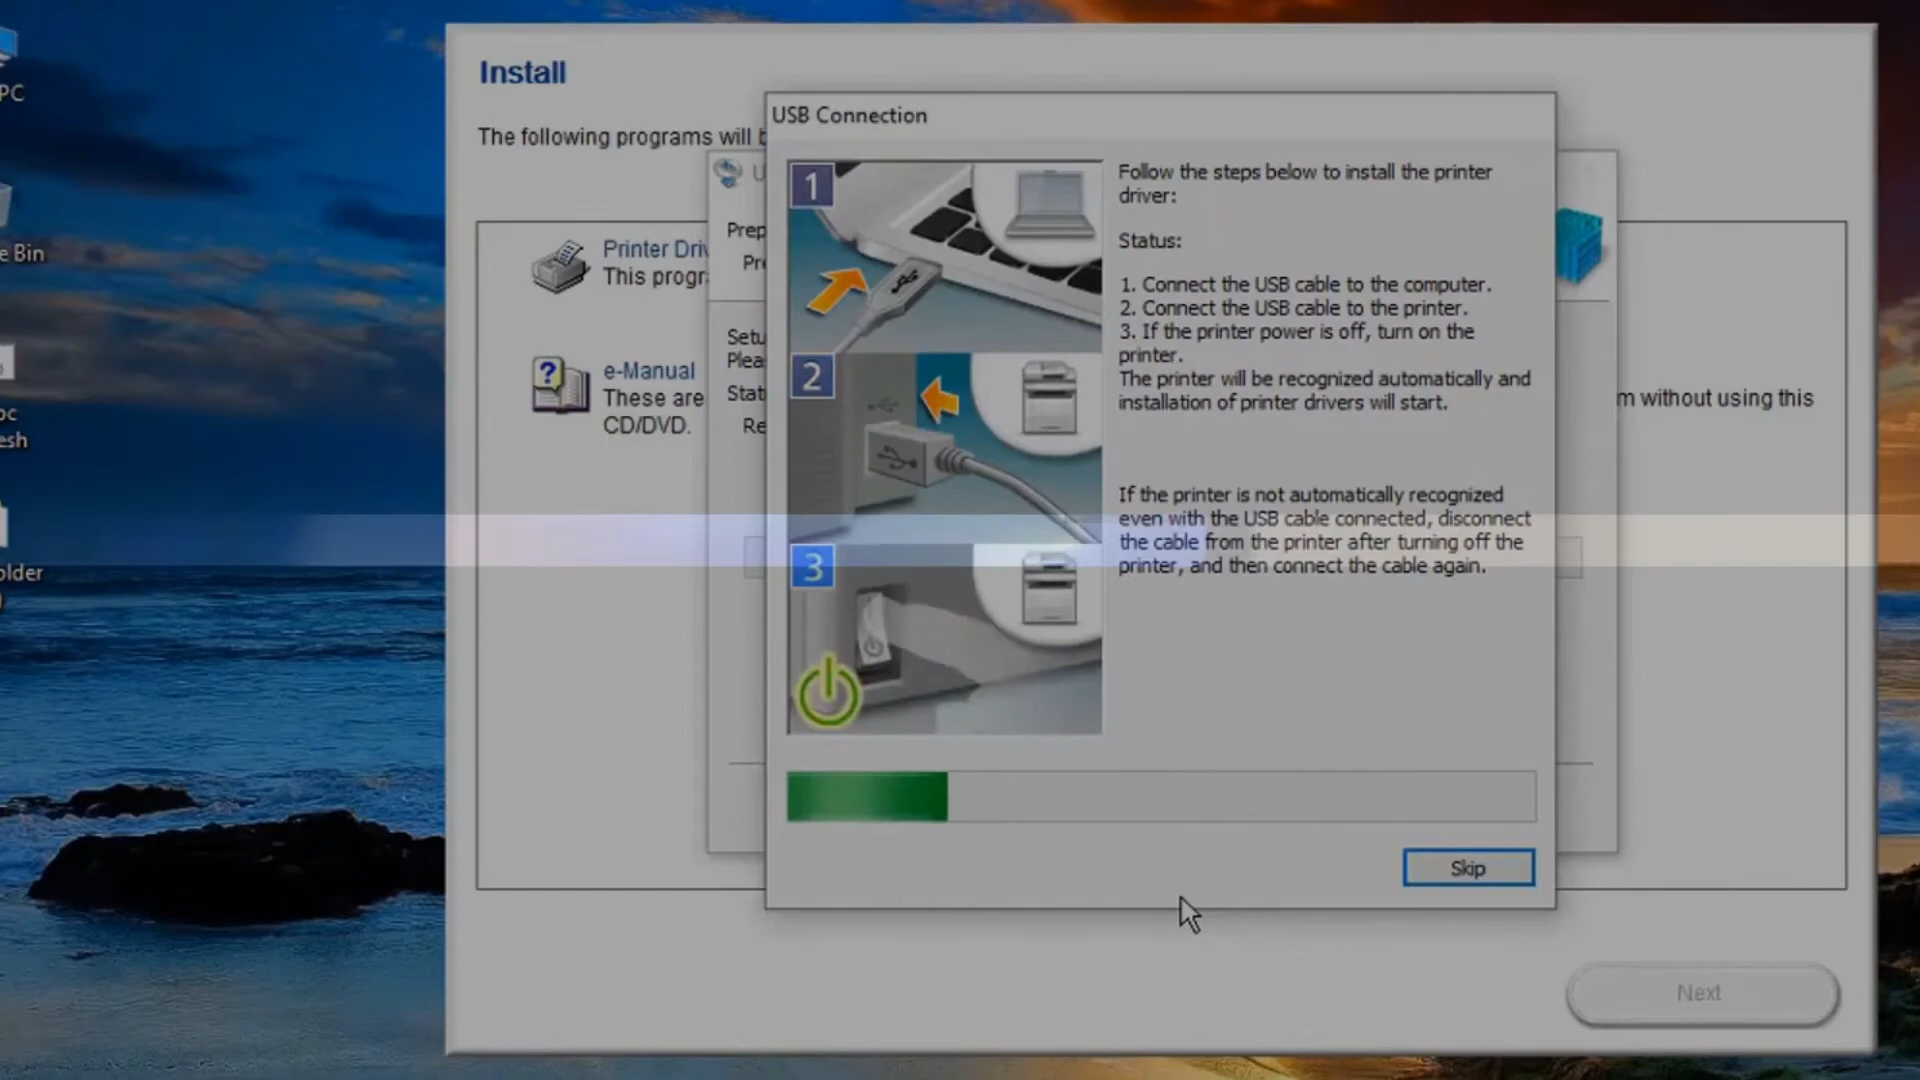 PC
e Bin
esh
older
Install
The following programs will b
Printer Driv
This progr
e-Manual
These are
CD/DVD.
m without using this
Prep
Pr
Setu
Plea
Stat
Re
USB Connection
1
2
3
Follow the steps below to install the printer
driver:
Status:
1. Connect the USB cable to the computer.
2. Connect the USB cable to the printer.
3. If the printer power is off, turn on the
printer.
The printer will be recognized automatically and
installation of printer drivers will start.
If the printer is not automatically recognized
even with the USB cable connected, disconnect
the cable from the printer after turning off the
printer, and then connect the cable again.
Skip
Next